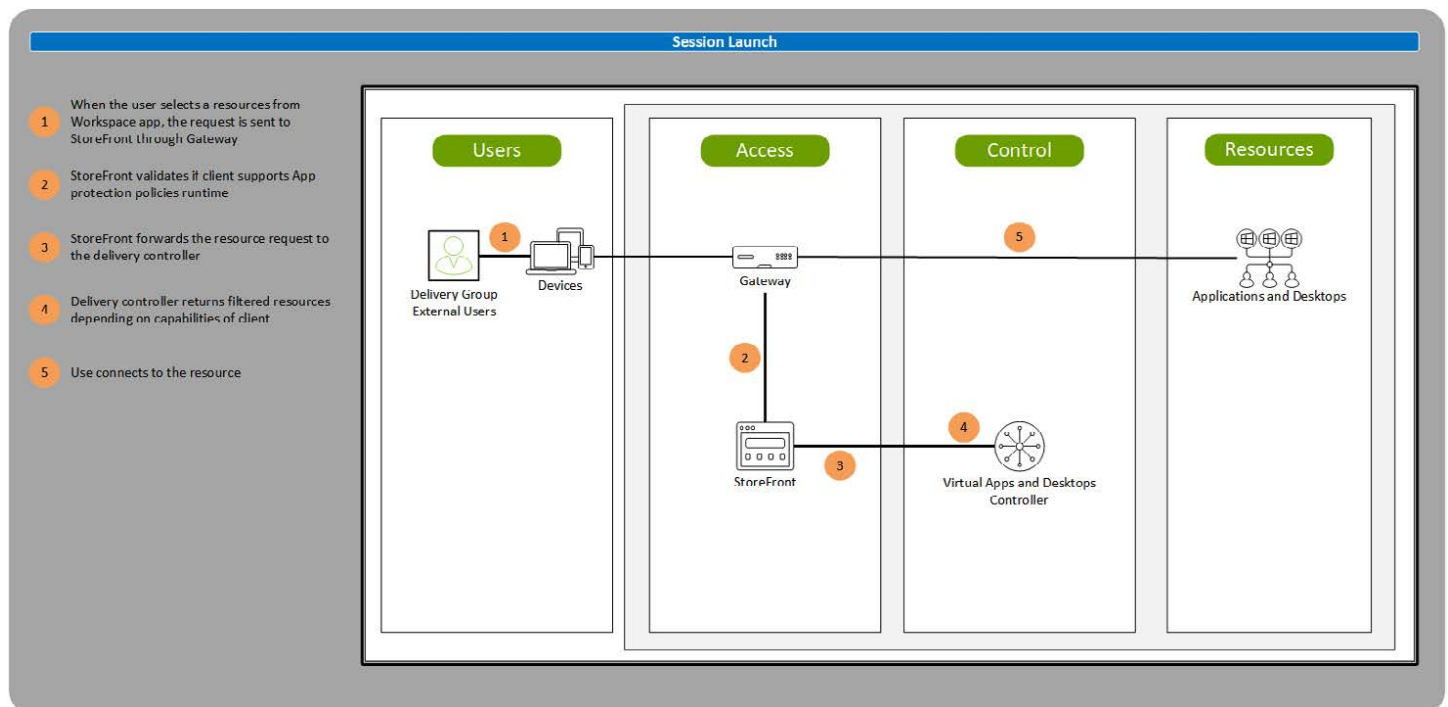 Session Launch
1
When the user selects a resources from
Workspace app, the request is sent to
StoreFront through Gateway
2
StoreFront validates if client supports App
protection policies runtime
3
StoreFront forwards the resource request to
the delivery controller
4
Delivery controller returns filtered resources
depending on capabilities of client
5
Use connects to the resource
Users
Access
Control
Resources
1
5
Delivery Group
External Users
Devices
Gateway
Applications and Desktops
2
4
3
StoreFront
Virtual Apps and Desktops
Controller